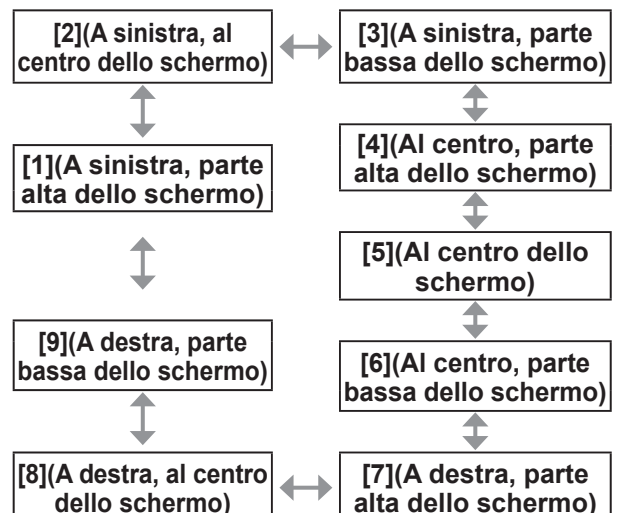 [2](A sinistra, al
centro dello schermo)
[3](A sinistra, parte
bassa dello schermo)
[1](A sinistra, parte
alta dello schermo)
[4](Al centro, parte
alta dello schermo)
[5](Al centro dello
schermo)
[9](A destra, parte
bassa dello schermo)
[6](Al centro, parte
bassa dello schermo)
[8](A destra, al centro
dello schermo)
[7](A destra, parte
alta dello schermo)